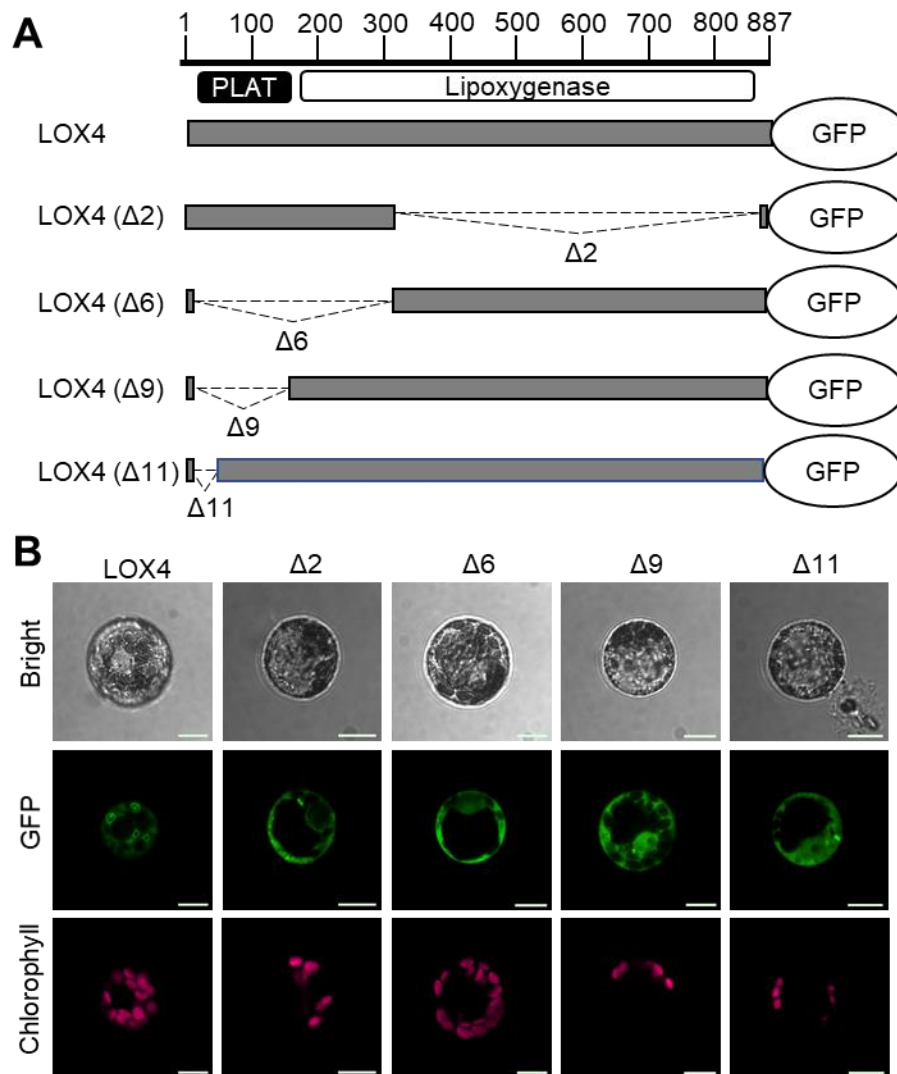 A
1 100 200 300 400 500 600 700 800 887
PLAT Lipoxygenase
LOX4 GFP
LOX4 (Δ2) GFP
Δ2
LOX4 (Δ6) GFP
Δ6
LOX4 (Δ9) GFP
Δ9
LOX4 (Δ11) GFP
Δ11
B
LOX4 Δ2 Δ6 Δ9 Δ11
Bright
GFP
Chlorophyll